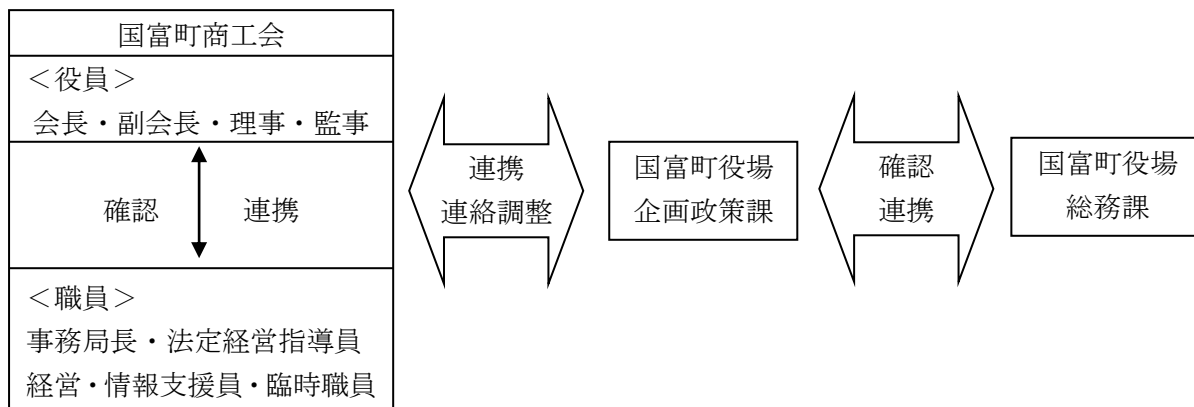 国富町商工会
＜役員＞
会長・副会長・理事・監事
確認
連携
＜職員＞
事務局長・法定経営指導員
経営・情報支援員・臨時職員
連携
連絡調整
国富町役場
企画政策課
確認
連携
国富町役場
総務課